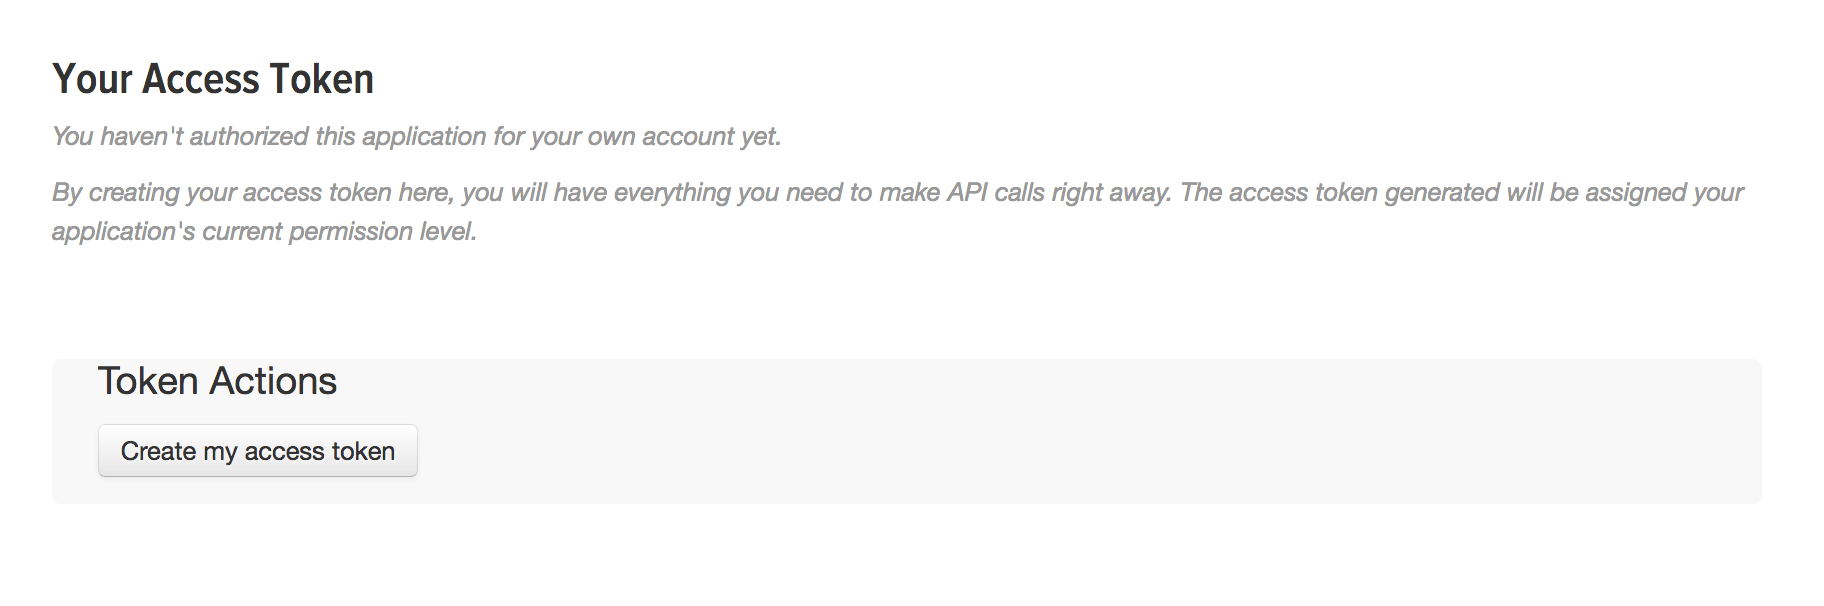 Your Access Token
You haven't authorized this application for your own account yet.
By creating your access token here, you will have everything you need to make API calls right away. The access token generated will be assigned your
application's current permission level.
Token Actions
Create my access token